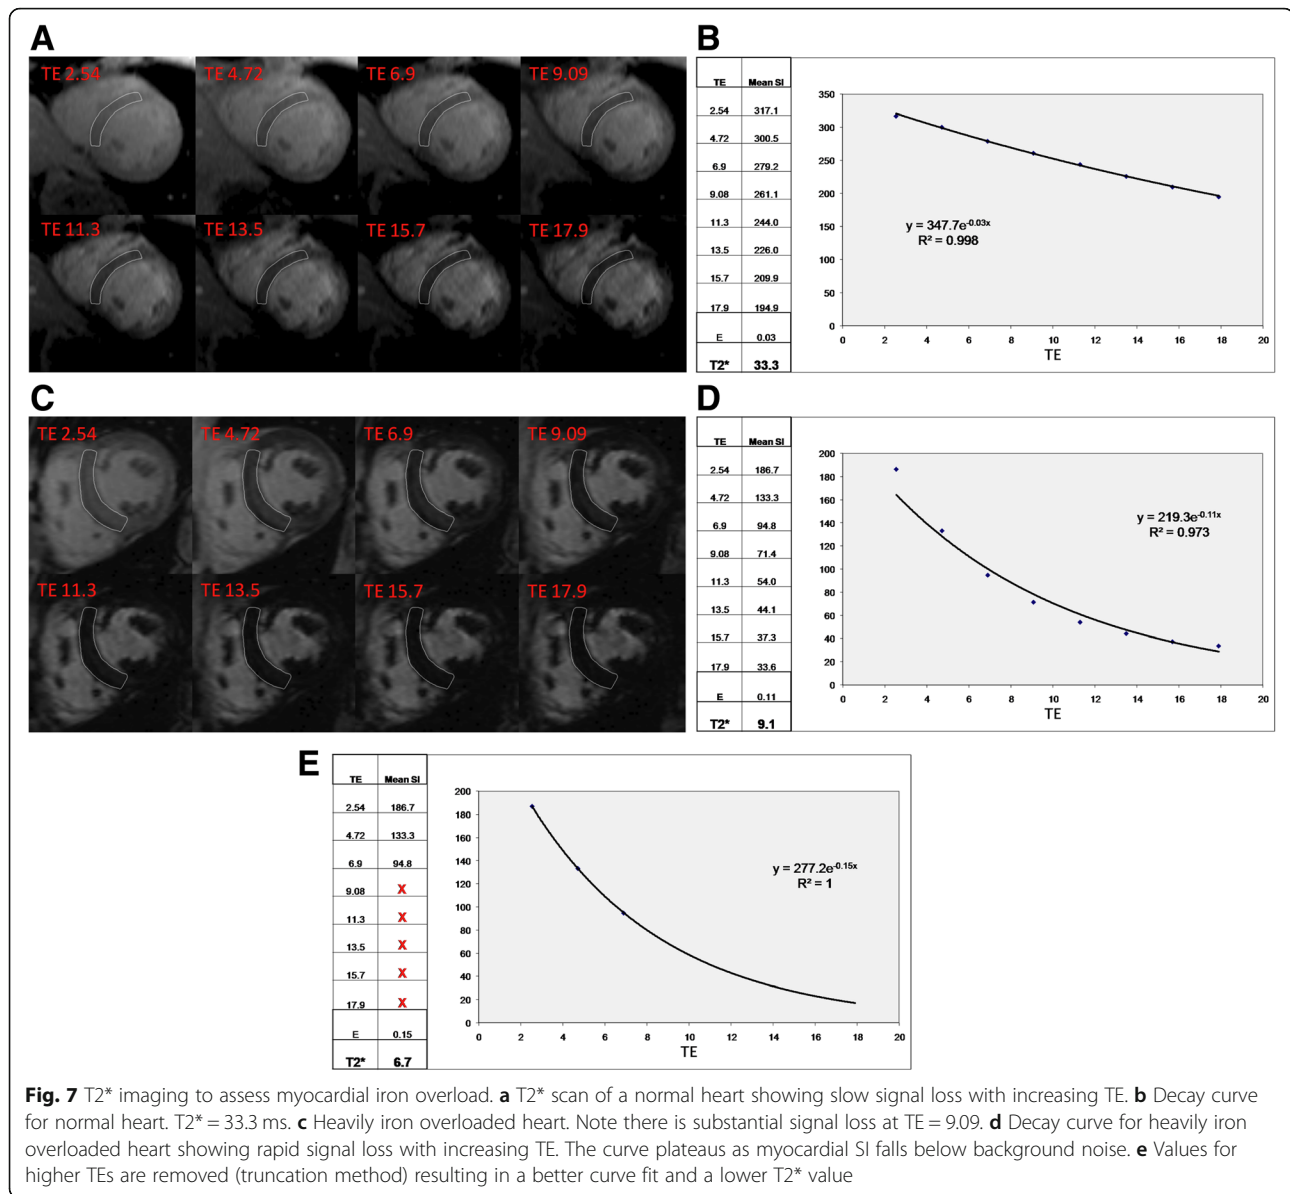 A
TE 2.54
TE 4.72
TE 6.9
TE 9.09
TE 11.3
TE 13.5
TE 15.7
TE 17.9
B
TE Mean SI
2.54 317.1
4.72 300.5
6.9 279.2
9.08 261.1
11.3 244.0
13.5 226.0
15.7 209.9
17.9 194.9
E 0.03
T2* 33.3
350
300
250
200
150
100
50
0
y = 347.7e^-0.03x
R² = 0.998
0 2 4 6 8 10 12 14 16 18 20
TE
C
TE 2.54
TE 4.72
TE 6.9
TE 9.09
TE 11.3
TE 13.5
TE 15.7
TE 17.9
D
TE Mean SI
2.54 186.7
4.72 133.3
6.9 94.8
9.08 71.4
11.3 54.0
13.5 44.1
15.7 37.3
17.9 33.6
E 0.11
T2* 9.1
200
180
160
140
120
100
80
60
40
20
0
y = 219.3e^-0.11x
R² = 0.973
0 2 4 6 8 10 12 14 16 18 20
TE
E
TE Mean SI
2.54 186.7
4.72 133.3
6.9 94.8
9.08 X
11.3 X
13.5 X
15.7 X
17.9 X
E 0.15
T2* 6.7
200
180
160
140
120
100
80
60
40
20
0
y = 277.2e^-0.15x
R² = 1
0 2 4 6 8 10 12 14 16 18 20
TE
Fig. 7 T2* imaging to assess myocardial iron overload. a T2* scan of a normal heart showing slow signal loss with increasing TE. b Decay curve
for normal heart. T2* = 33.3 ms. c Heavily iron overloaded heart. Note there is substantial signal loss at TE = 9.09. d Decay curve for heavily iron
overloaded heart showing rapid signal loss with increasing TE. The curve plateaus as myocardial SI falls below background noise. e Values for
higher TEs are removed (truncation method) resulting in a better curve fit and a lower T2* value